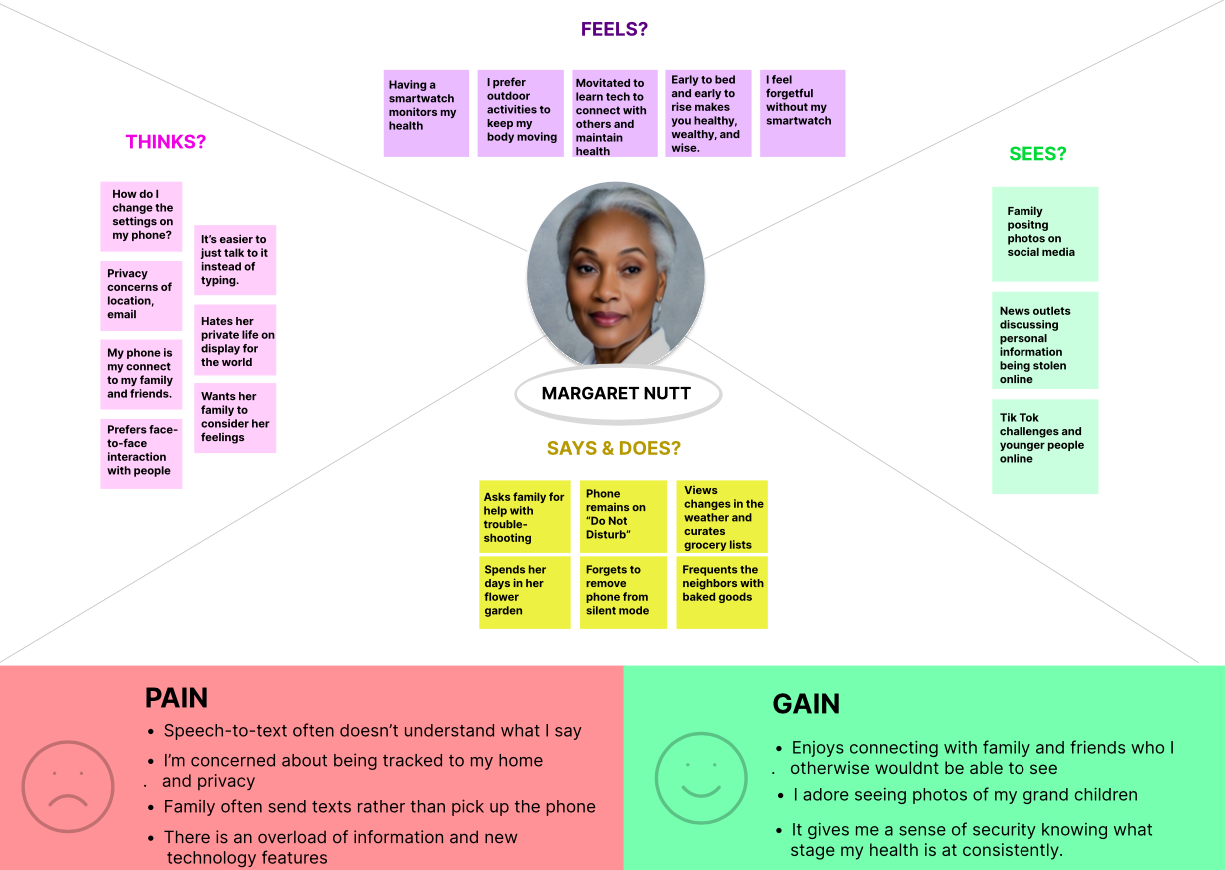 FEELS?
Having a
smartwatch
monitors my
health
I prefer
outdoor
activities to
keep my
body moving
Movitated to
learn tech to
connect with
others and
maintain
health
Early to bed
and early to
rise makes
you healthy,
wealthy, and
wise.
I feel
forgetful
without my
smartwatch
THINKS?
How do I
change the
settings on
my phone?
Privacy
concerns of
location,
email
My phone is
my connect
to my family
and friends.
Prefers face-
to-face
interaction
with people
It's easier to
just talk to it
instead of
typing.
Hates her
private life on
display for
the world
Wants her
family to
consider her
feelings
SEES?
Family
positng
photos on
social media
News outlets
discussing
personal
information
being stolen
online
Tik Tok
challenges and
younger people
online
MARGARET NUTT
SAYS & DOES?
Asks family for
help with
trouble-
shooting
Phone
remains on
“Do Not
Disturb”
Views
changes in the
weather and
curates
grocery lists
Spends her
days in her
flower
garden
Forgets to
remove
phone from
silent mode
Frequents the
neighbors with
baked goods
PAIN
• Speech-to-text often doesn’t understand what I say
• I’m concerned about being tracked to my home
. and privacy
• Family often send texts rather than pick up the phone
• There is an overload of information and new
technology features
GAIN
• Enjoys connecting with family and friends who I
. otherwise wouldnt be able to see
• I adore seeing photos of my grand children
• It gives me a sense of security knowing what
stage my health is at consistently.